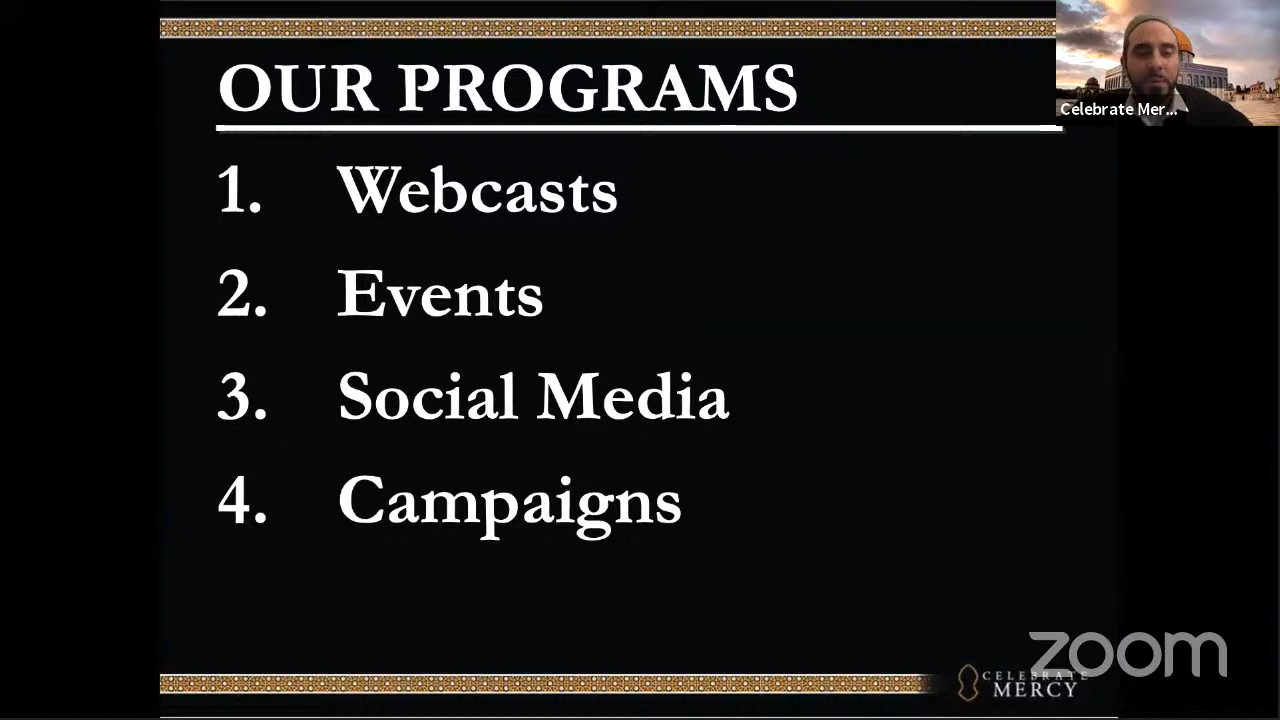 OUR PROGRAMS
Celebrate Mer...
1. Webcasts
2. Events
3. Social Media
4. Campaigns
zoom
CELEBRATE
MERCY